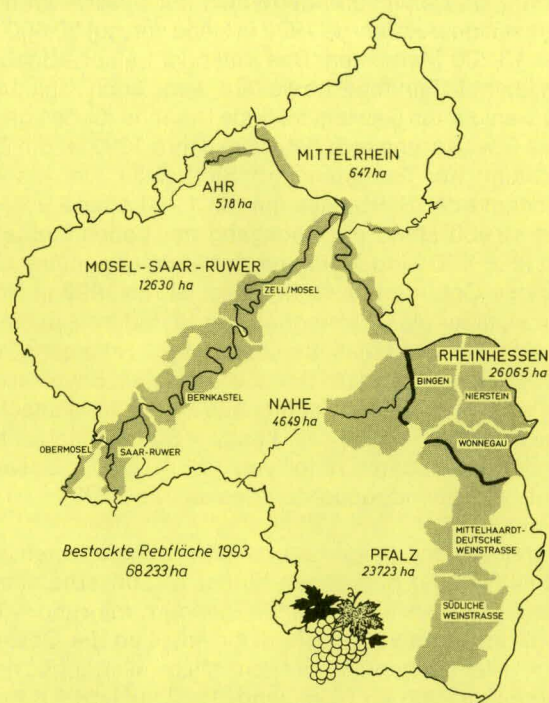 MITTELRHEIN
647 ha
AHR
518 ha
MOSEL-SAAR-RUWER
12630 ha
ZELL/MOSEL
RHEINHESSEN
26065 ha
BINGEN
NIERSTEIN
NAHE
4649 ha
BERNKASTEL
WONNEGAU
OBERMOSEL
SAAR-RUWER
MITTELHAARDT-
DEUTSCHE
WEINSTRASSE
Bestockte Rebfläche 1993
68233 ha
PFALZ
23723 ha
SÜDLICHE
WEINSTRASSE